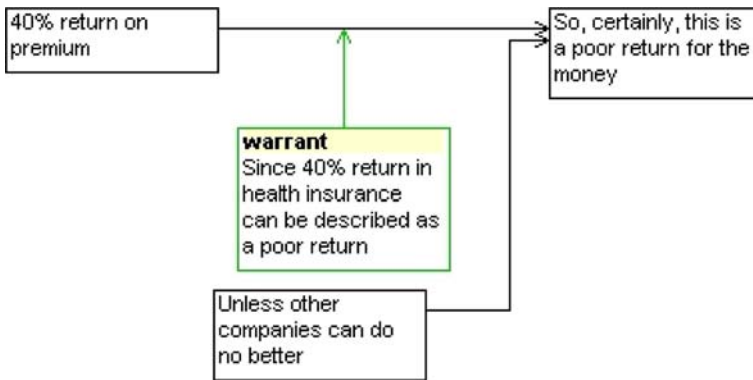 40% return on
premium
So, certainly, this is
a poor return for the
money
warrant
Since 40% return in
health insurance
can be described as
a poor return
Unless other
companies can do
no better